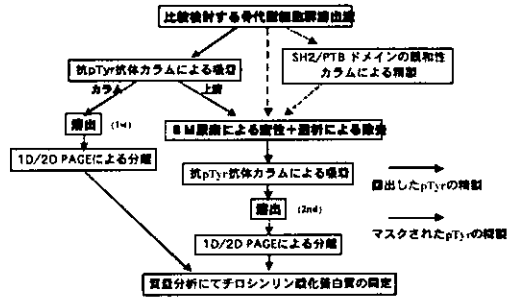 比較検討する骨代謝細胞解溶出液
抗pTyr抗体カラムによる吸着
SH2/PTB ドメインの親和性
カラムによる精製
カラム
上清
溶出 (1st)
8M尿素による変性+透析による除去
1D/2D PAGEによる分離
抗pTyr抗体カラムによる吸着
露出したpTyrの精製
溶出 (2nd)
マスクされたpTyrの精製
1D/2D PAGEによる分離
質量分析にてチロシンリン酸化蛋白質の同定